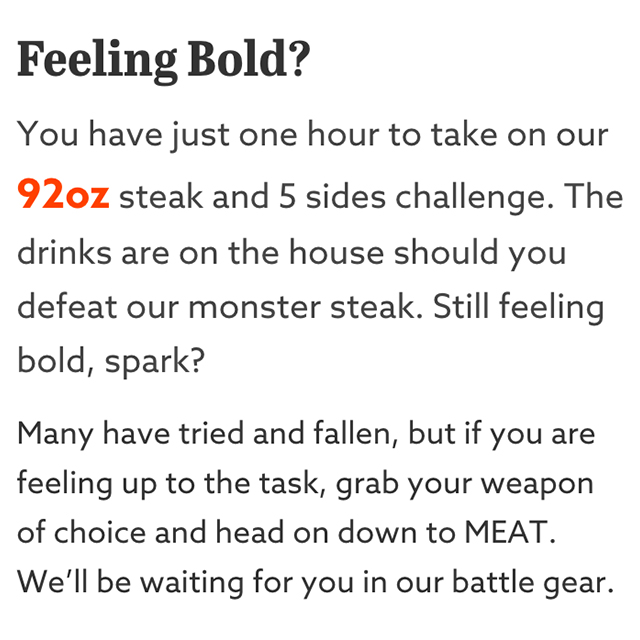 Feeling Bold?
You have just one hour to take on our
92oz steak and 5 sides challenge. The
drinks are on the house should you
defeat our monster steak. Still feeling
bold, spark?
Many have tried and fallen, but if you are
feeling up to the task, grab your weapon
of choice and head on down to MEAT.
We’ll be waiting for you in our battle gear.